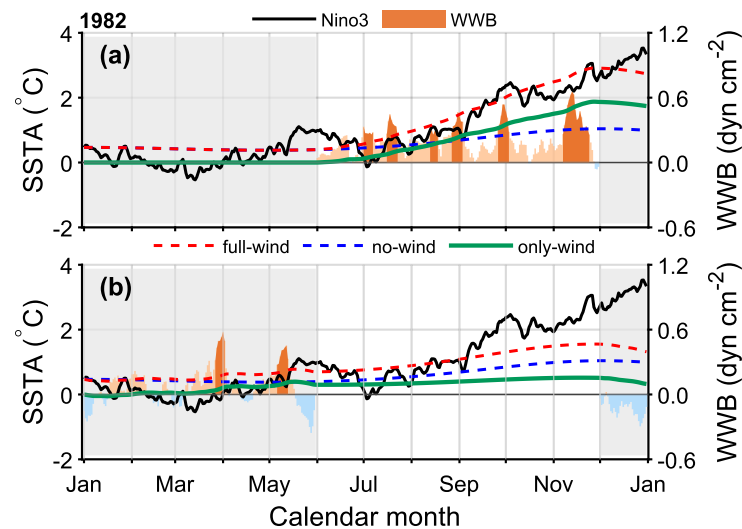 1982
Nino3 WWB
(a)
4
2
0
-2
SSTA (°C)
1.2
0.6
0.0
-0.6
WWB (dyn cm-2)
full-wind no-wind only-wind
(b)
4
2
0
-2
SSTA (°C)
1.2
0.6
0.0
-0.6
WWB (dyn cm-2)
Jan Mar May Jul Sep Nov Jan
Calendar month